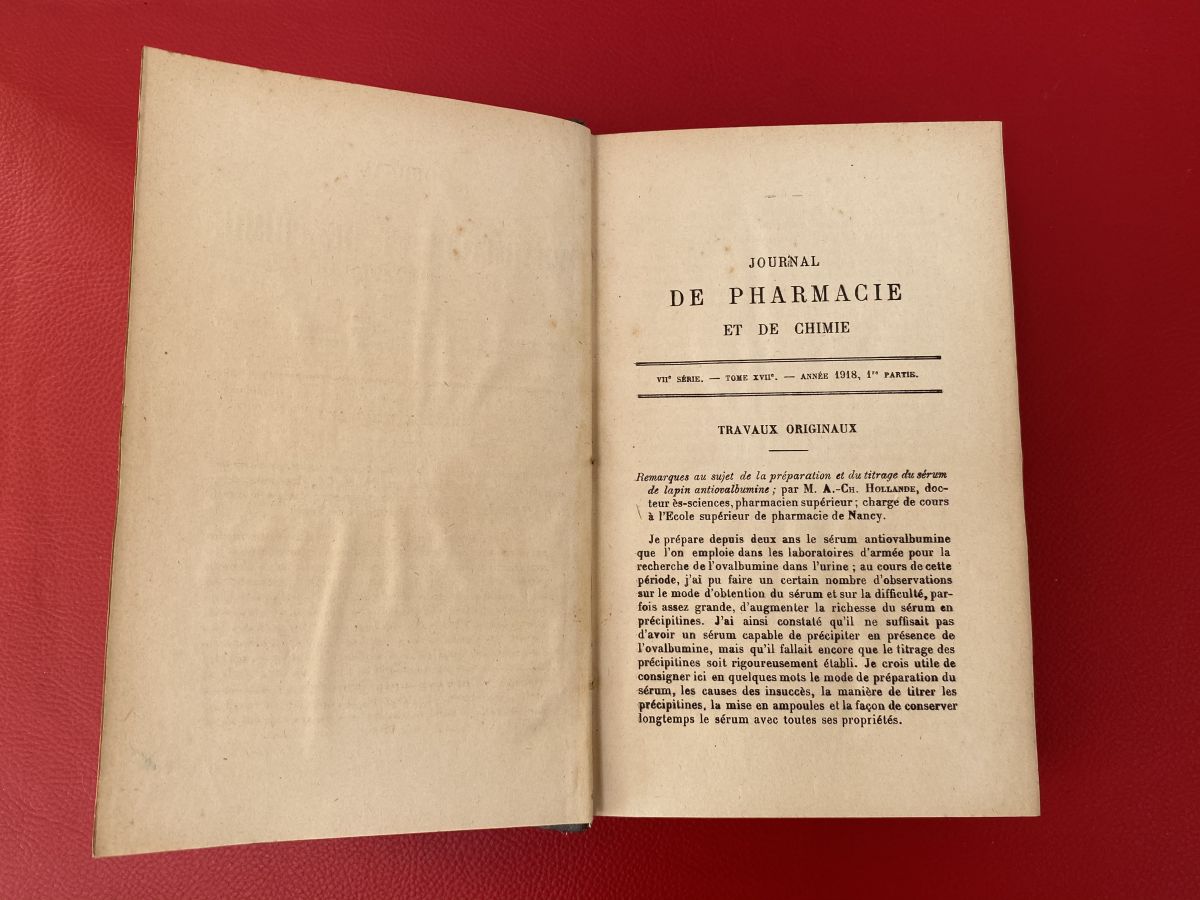 JOURNAL
DE PHARMACIE
ET DE CHIMIE
VIIe SÉRIE. — TOME XVIIe. — ANNÉE 1918, 1re PARTIE.
TRAVAUX ORIGINAUX
Remarques au sujet de la préparation et du titrage du sérum
de lapin antiovalbumine ; par M. A.-CH. HOLLANDE, doc-
teur ès-sciences, pharmacien supérieur ; chargé de cours
à l'Ecole supérieur de pharmacie de Nancy.
Je prépare depuis deux ans le sérum antiovalbumine
que l'on emploie dans les laboratoires d'armée pour la
recherche de l'ovalbumine dans l'urine ; au cours de cette
période, j'ai pu faire un certain nombre d'observations
sur le mode d'obtention du sérum et sur la difficulté, par-
fois assez grande, d'augmenter la richesse du sérum en
précipitines. J'ai ainsi constaté qu'il ne suffisait pas
d'avoir un sérum capable de précipiter en présence de
l'ovalbumine, mais qu'il fallait encore que le titrage des
précipitines soit rigoureusement établi. Je crois utile de
consigner ici en quelques mots le mode de préparation du
sérum, les causes des insuccès, la manière de titrer les
précipitines, la mise en ampoules et la façon de conserver
longtemps le sérum avec toutes ses propriétés.